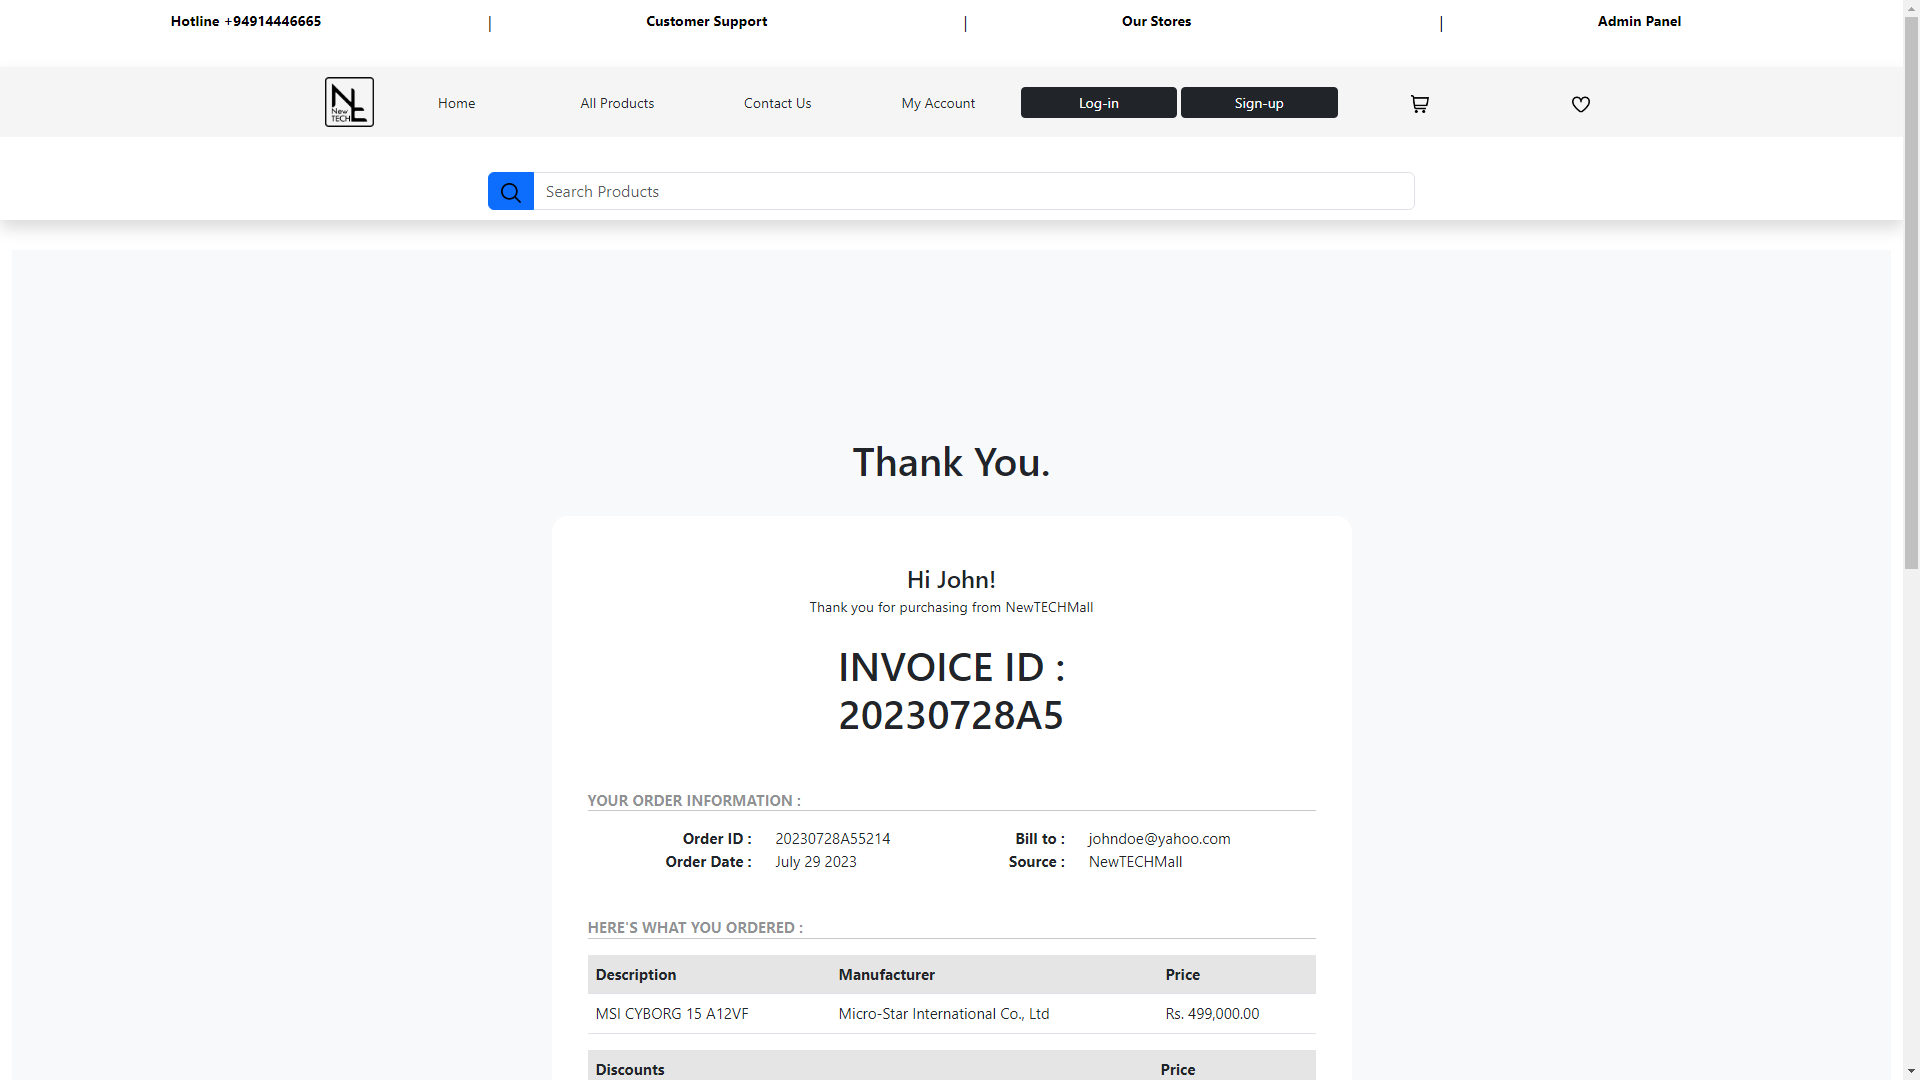 Hotline +94914446665 | Customer Support | Our Stores | Admin Panel
New TECH
Home All Products Contact Us My Account Log-in Sign-up
Search Products
Thank You.
Hi John!
Thank you for purchasing from NewTECHMall
INVOICE ID :
20230728A5
YOUR ORDER INFORMATION :
Order ID : 20230728A55214 Bill to : johndoe@yahoo.com
Order Date : July 29 2023 Source : NewTECHMall
HERE'S WHAT YOU ORDERED :
Description Manufacturer Price
MSI CYBORG 15 A12VF Micro-Star International Co., Ltd Rs. 499,000.00
Discounts Price